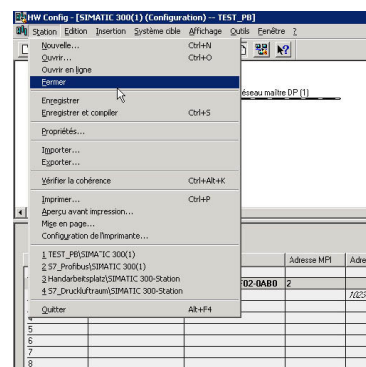 HW Config - [SIMATIC 300(1) (Configuration) -- TEST_PB]
Station Edition Insertion Système cible Affichage Outils Fenêtre ?
Nouvelle... Ctrl+N
Ouvrir... Ctrl+O
Ouvrir en ligne
Fermer
éseau maître DP (1)
Enregistrer
Enregistrer et compiler Ctrl+S
Propriétés...
Importer...
Exporter...
Vérifier la cohérence Ctrl+Alt+K
Imprimer... Ctrl+P
Aperçu avant impression...
Mise en page...
Configuration de l'imprimante...
1 TEST_PB\SIMATIC 300(1)
Adresse MPI Adre
2 S7_Profibus\SIMATIC 300(1)
3 Handarbeitsplatz\SIMATIC 300-Station
F02-0AB0 2
4 S7_Druckluftraum\SIMATIC 300-Station
1023
Quitter Alt+F4
4
5
6
7
8